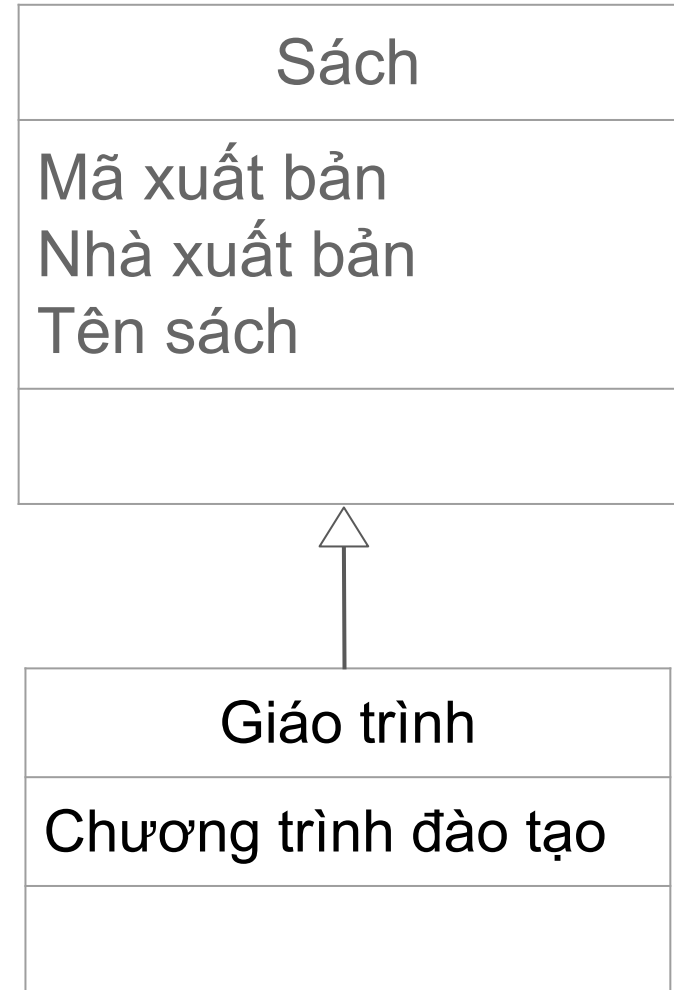 Sách
Mã xuất bản
Nhà xuất bản
Tên sách
Giáo trình
Chương trình đào tạo